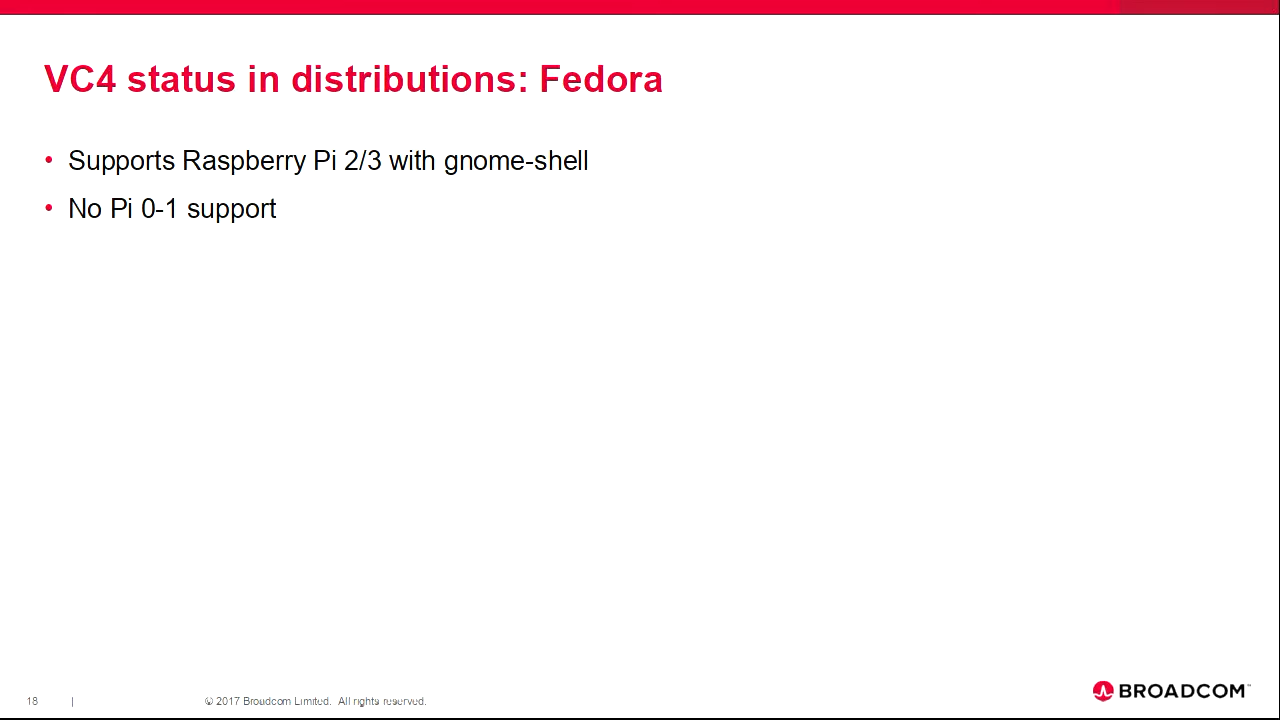 VC4 status in distributions: Fedora
• Supports Raspberry Pi 2/3 with gnome-shell
• No Pi 0-1 support
18 | © 2017 Broadcom Limited. All rights reserved.
BROADCOM™